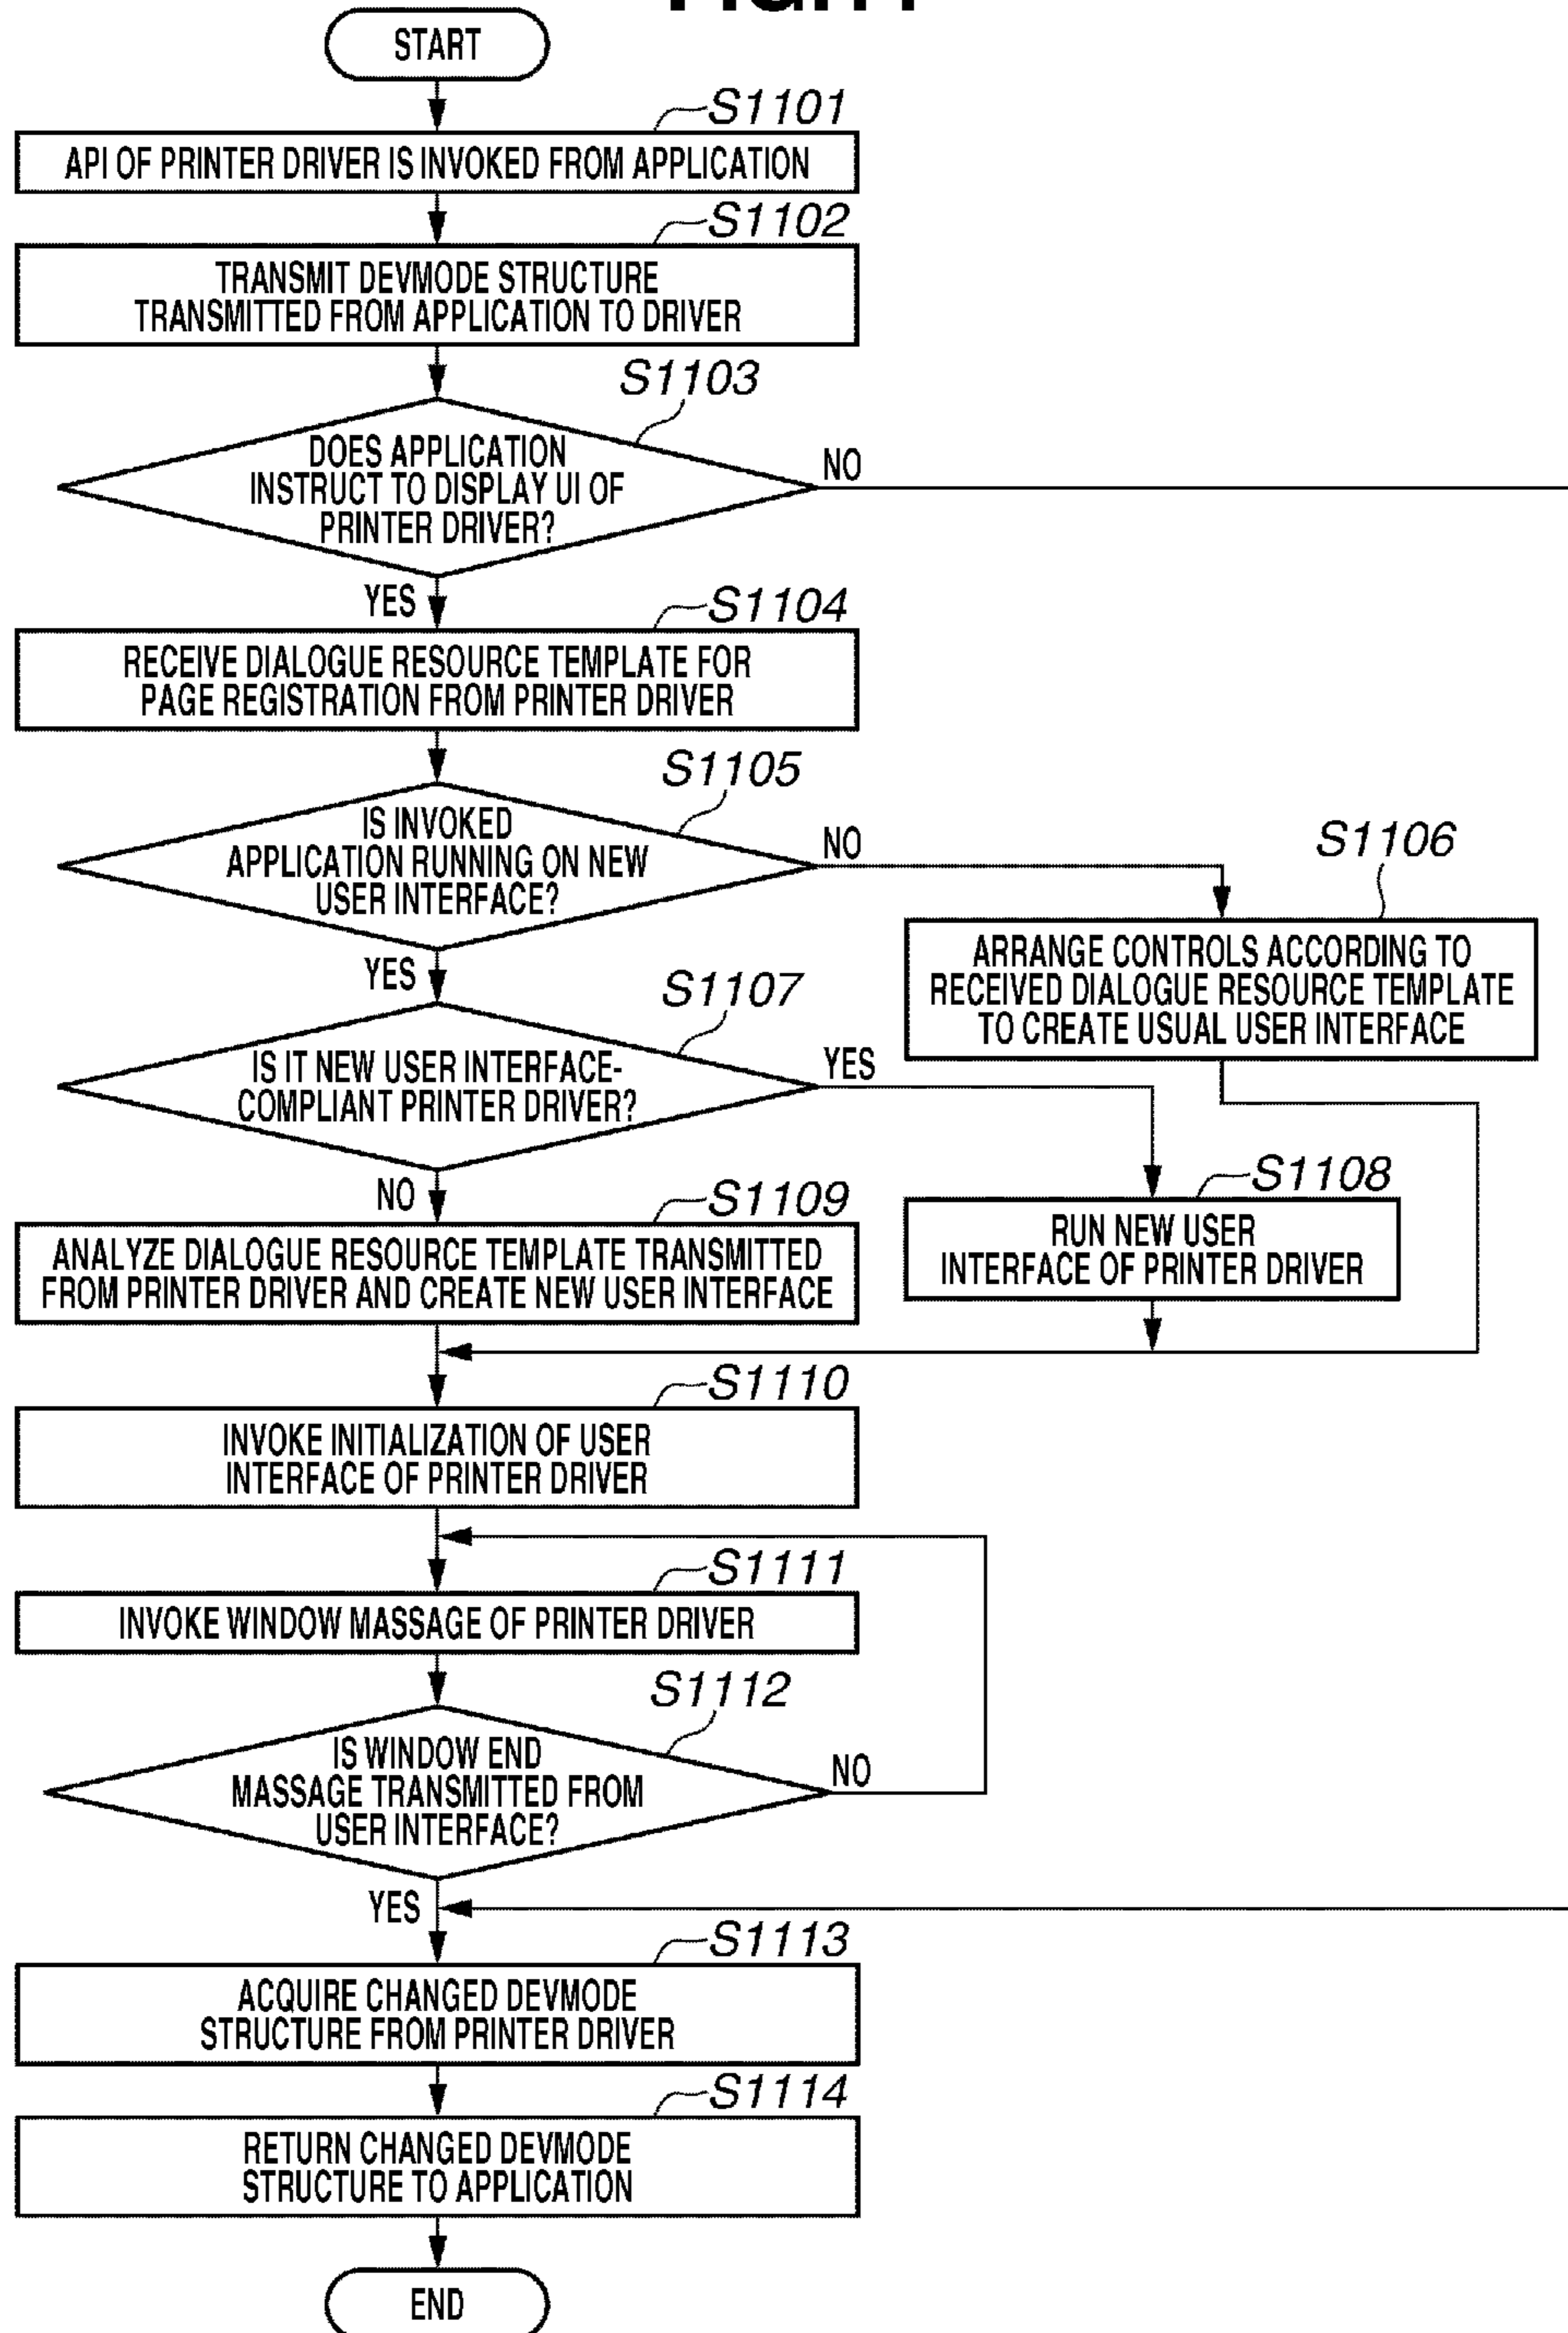 START
S1101
API OF PRINTER DRIVER IS INVOKED FROM APPLICATION
S1102
TRANSMIT DEVMODE STRUCTURE
TRANSMITTED FROM APPLICATION TO DRIVER
S1103
DOES APPLICATION
INSTRUCT TO DISPLAY UI OF
PRINTER DRIVER?
NO
YES
S1104
RECEIVE DIALOGUE RESOURCE TEMPLATE FOR
PAGE REGISTRATION FROM PRINTER DRIVER
S1105
IS INVOKED
APPLICATION RUNNING ON NEW
USER INTERFACE?
NO
YES
S1106
ARRANGE CONTROLS ACCORDING TO
RECEIVED DIALOGUE RESOURCE TEMPLATE
TO CREATE USUAL USER INTERFACE
S1107
IS IT NEW USER INTERFACE-
COMPLIANT PRINTER DRIVER?
YES
NO
S1108
RUN NEW USER
INTERFACE OF PRINTER DRIVER
S1109
ANALYZE DIALOGUE RESOURCE TEMPLATE TRANSMITTED
FROM PRINTER DRIVER AND CREATE NEW USER INTERFACE
S1110
INVOKE INITIALIZATION OF USER
INTERFACE OF PRINTER DRIVER
S1111
INVOKE WINDOW MASSAGE OF PRINTER DRIVER
S1112
IS WINDOW END
MASSAGE TRANSMITTED FROM
USER INTERFACE?
NO
YES
S1113
ACQUIRE CHANGED DEVMODE
STRUCTURE FROM PRINTER DRIVER
S1114
RETURN CHANGED DEVMODE
STRUCTURE TO APPLICATION
END